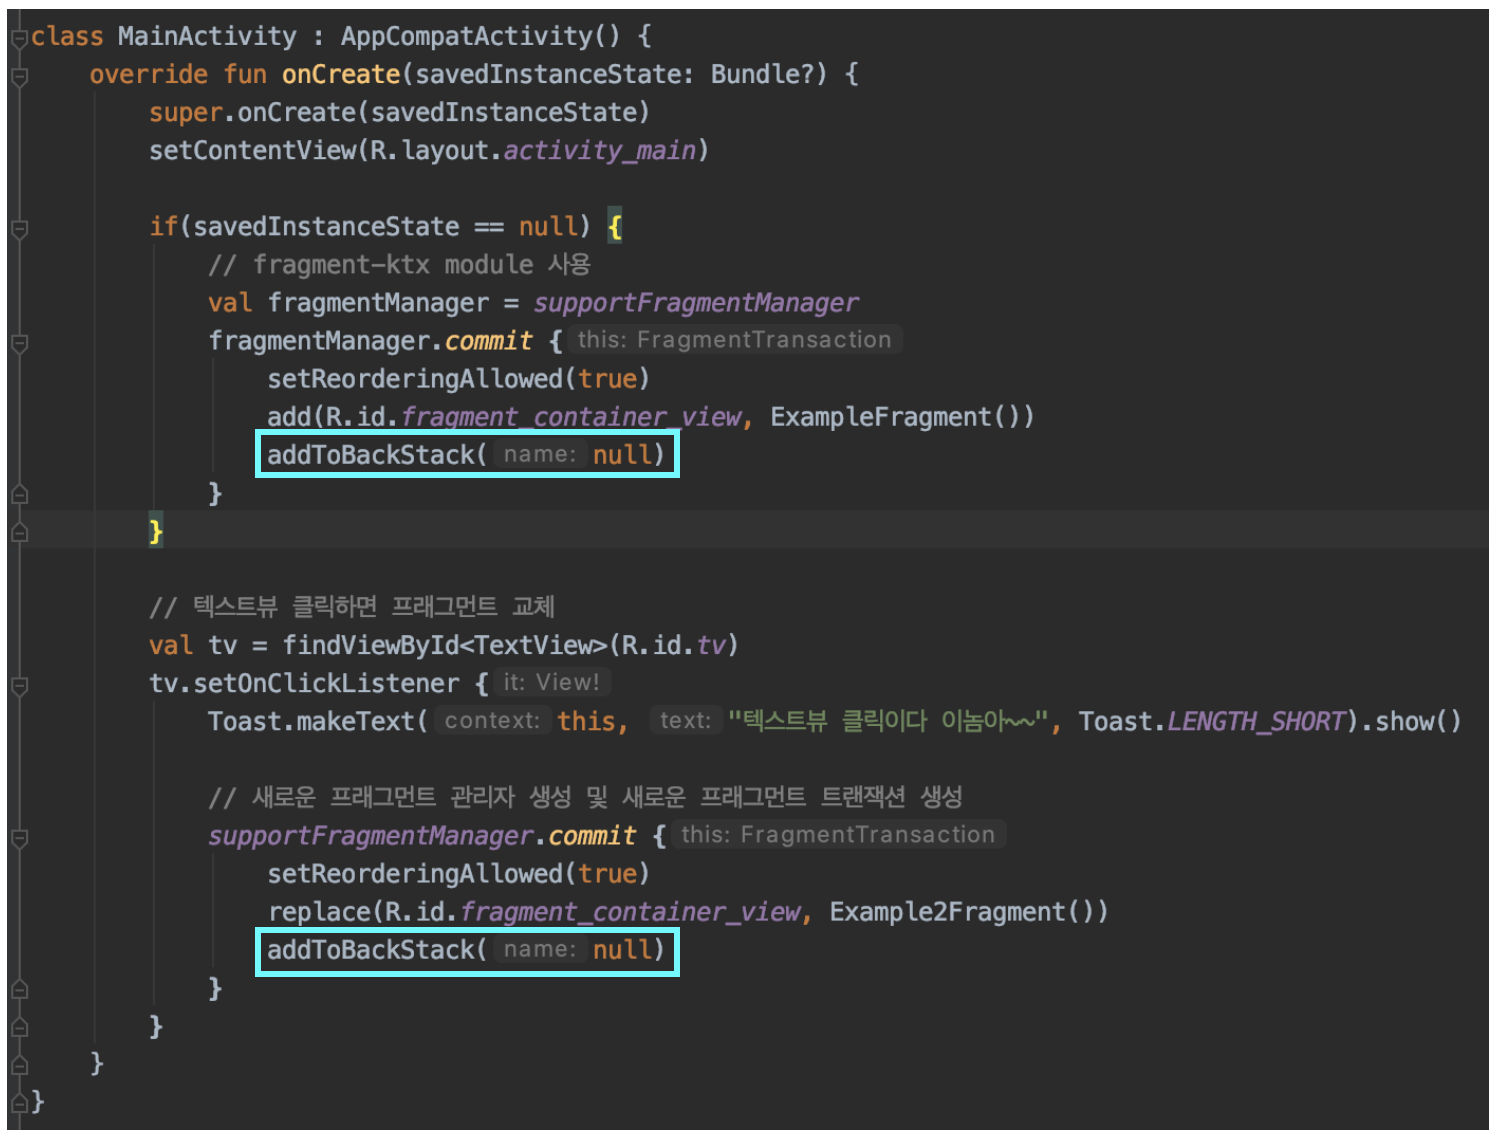 class MainActivity : AppCompatActivity() {
override fun onCreate(savedInstanceState: Bundle?) {
super.onCreate(savedInstanceState)
setContentView(R.layout.activity_main)
if(savedInstanceState == null) {
// fragment-ktx module 사용
val fragmentManager = supportFragmentManager
fragmentManager.commit { this: FragmentTransaction
setReorderingAllowed(true)
add(R.id.fragment_container_view, ExampleFragment())
addToBackStack( name: null)
}
}
// 텍스트뷰 클릭하면 프래그먼트 교체
val tv = findViewById<TextView>(R.id.tv)
tv.setOnClickListener { it: View!
Toast.makeText( context: this, text: "텍스트뷰 클릭이다 이놈아~~", Toast.LENGTH_SHORT).show()
// 새로운 프래그먼트 관리자 생성 및 새로운 프래그먼트 트랜잭션 생성
supportFragmentManager.commit { this: FragmentTransaction
setReorderingAllowed(true)
replace(R.id.fragment_container_view, Example2Fragment())
addToBackStack( name: null)
}
}
}
}